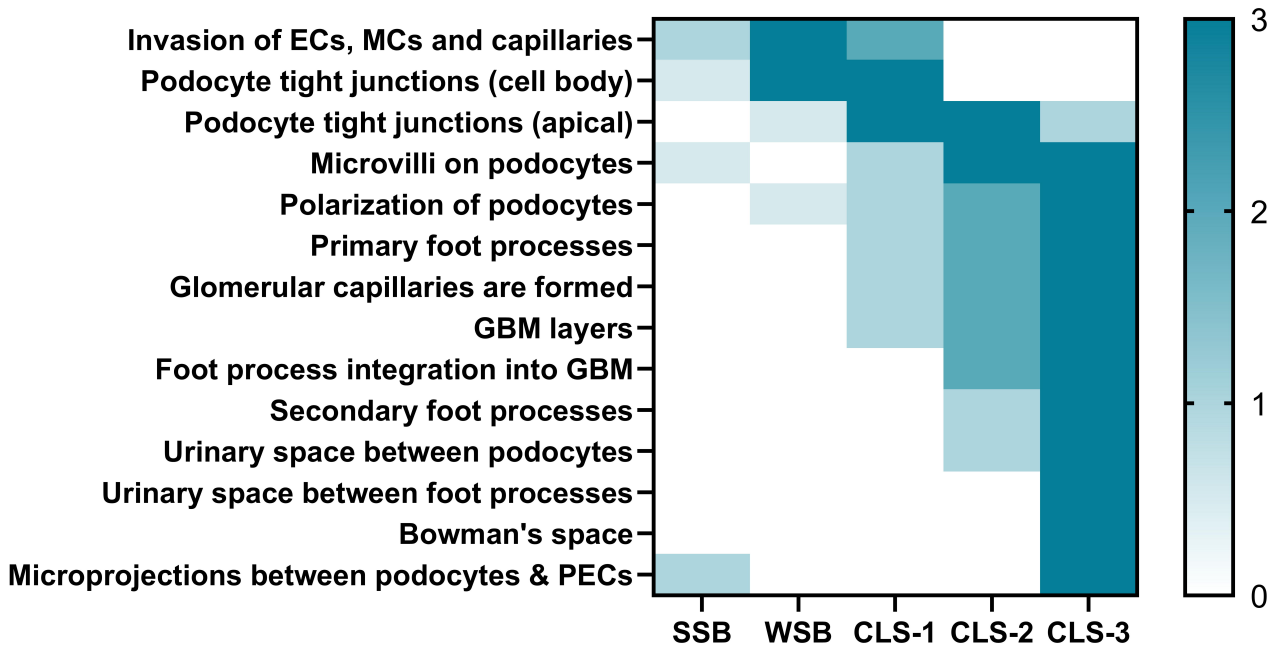 Invasion of ECs, MCs and capillaries
Podocyte tight junctions (cell body)
Podocyte tight junctions (apical)
Microvilli on podocytes
Polarization of podocytes
Primary foot processes
Glomerular capillaries are formed
GBM layers
Foot process integration into GBM
Secondary foot processes
Urinary space between podocytes
Urinary space between foot processes
Bowman's space
Microprojections between podocytes & PECs
SSB WSB CLS-1 CLS-2 CLS-3
3
2
1
0